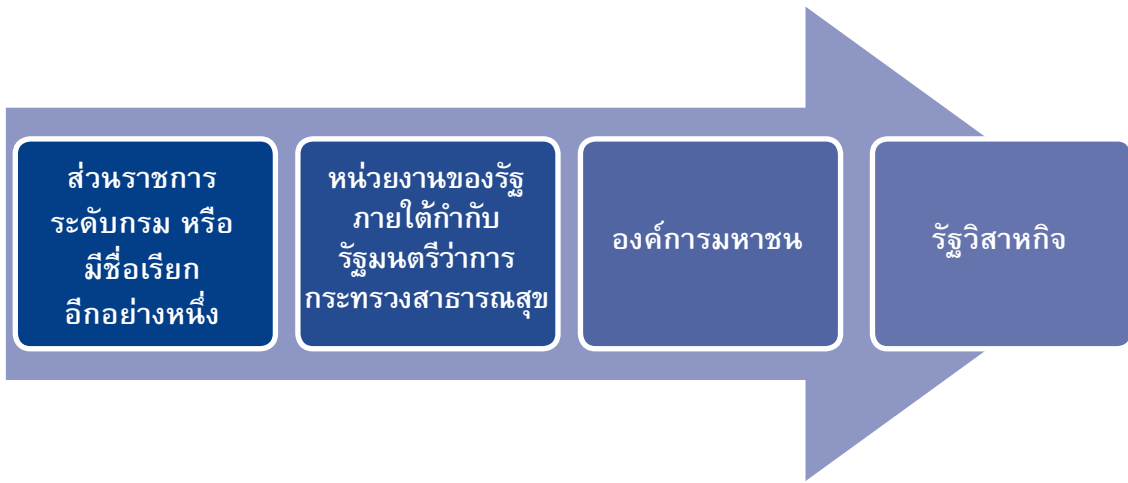 ส่วนราชการ
ระดับกรม หรือ
มีชื่อเรียก
อีกอย่างหนึ่ง
หน่วยงานของรัฐ
ภายใต้กำกับ
รัฐมนตรีว่าการ
กระทรวงสาธารณสุข
องค์การมหาชน
รัฐวิสาหกิจ